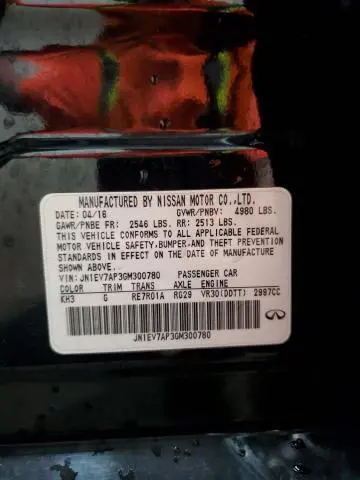 MANUFACTURED BY NISSAN MOTOR CO.,LTD.
DATE: 04/16 GVWR/PNBV: 4980 LBS.
GAWR/PNBE FR: 2546 LBS. RR: 2513 LBS.
THIS VEHICLE CONFORMS TO ALL APPLICABLE FEDERAL
MOTOR VEHICLE SAFETY,BUMPER,AND THEFT PREVENTION
STANDARDS IN EFFECT ON THE DATE OF MANUFACTURE
SHOWN ABOVE.
VIN: JN1EV7AP3GM300780 PASSENGER CAR
COLOR TRIM TRANS AXLE ENGINE
KH3 G RE7R01A RG29 VR30(DDTT) 2997CC
JN1EV7AP3GM300780